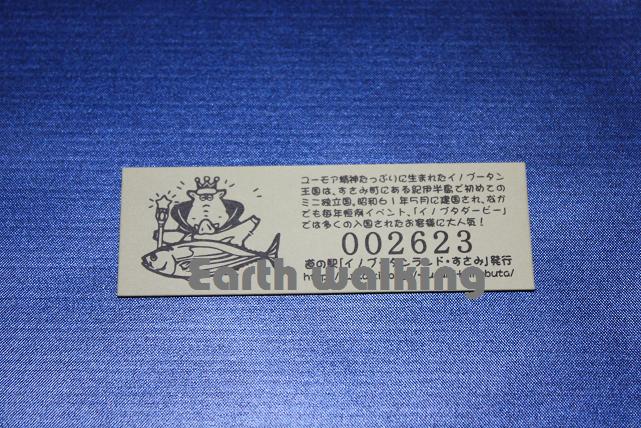 ユーモア精神たっぷりに生まれたイノブータン
王国は、すさみ町にある紀伊半島で初めての
ミニ独立国。昭和61年5月に建国され、なか
でも毎年恒例イベント、「イノブタダービー」
では多くの入国されたお客様に大人気!
002623
道の駅「イノブータンランド・すさみ」発行
Earth walking